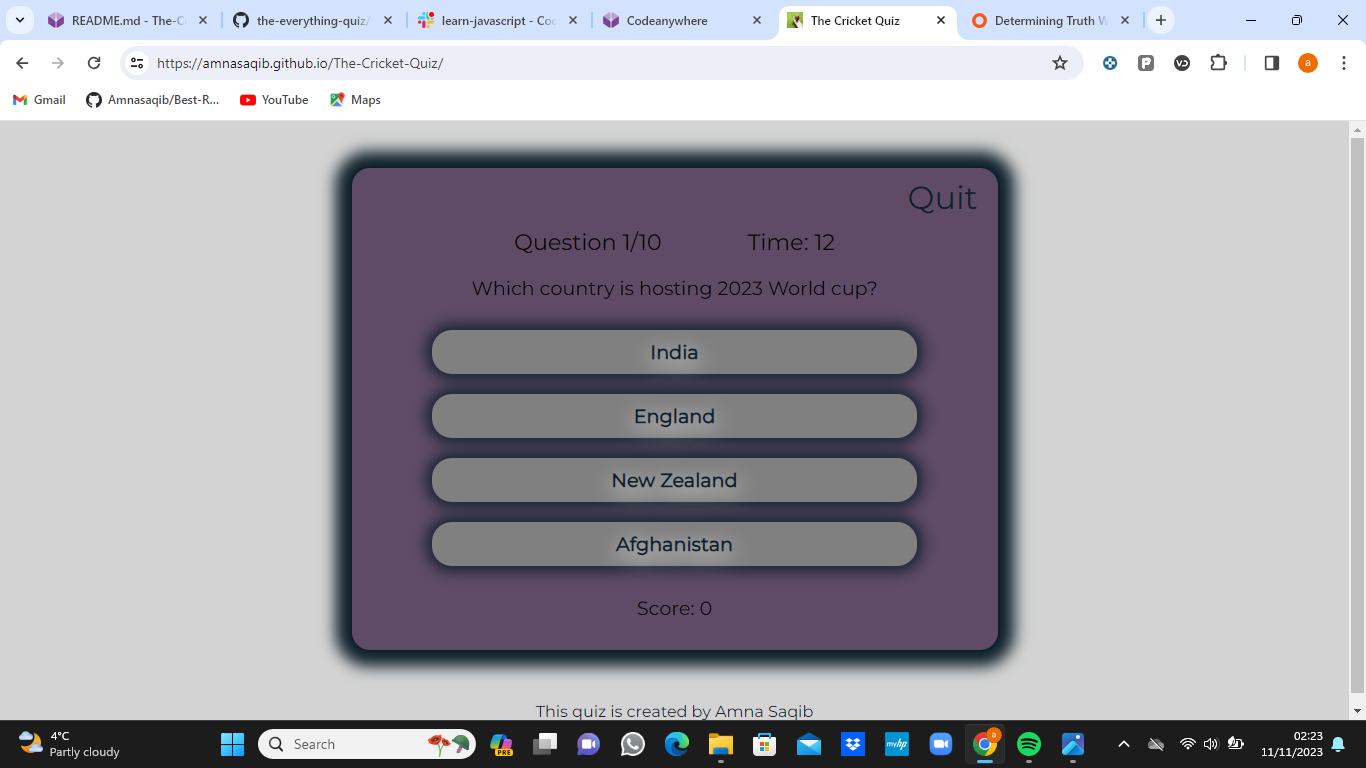 README.md - The-C
the-everything-quiz/
learn-javascript - Coc
Codeanywhere
The Cricket Quiz
Determining Truth W
https://amnasaqib.github.io/The-Cricket-Quiz/
a
Gmail
Amnasaqib/Best-R...
YouTube
Maps
Quit
Question 1/10
Time: 12
Which country is hosting 2023 World cup?
India
England
New Zealand
Afghanistan
Score: 0
This quiz is created by Amna Saqib
4°C
Partly cloudy
Search
PRE
myhp
a
02:23
11/11/2023